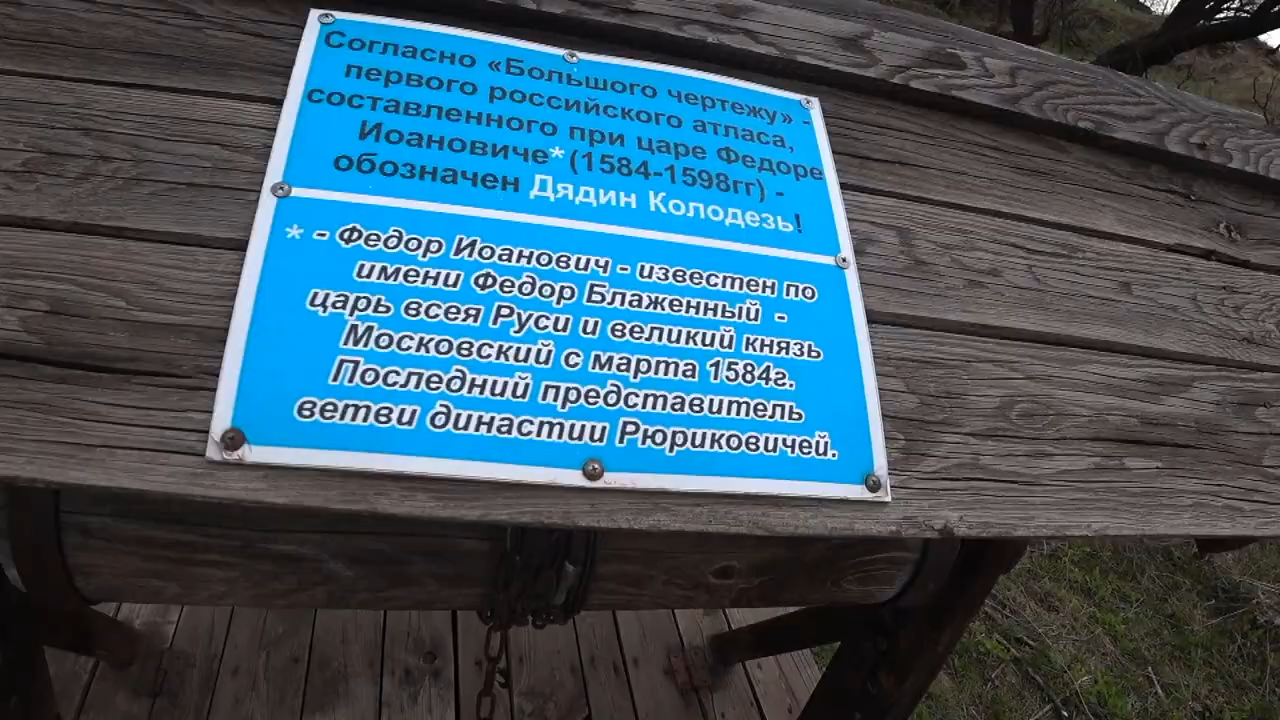 Согласно «Большого чертежу» -
первого российского атласа,
составленного при царе Федоре
Иоановиче* (1584-1598гг) -
обозначен Дядин Колодезь!
* - Федор Иоанович - известен по
имени Федор Блаженный -
царь всея Руси и великий князь
Московский с марта 1584г.
Последний представитель
ветви династии Рюриковичей.